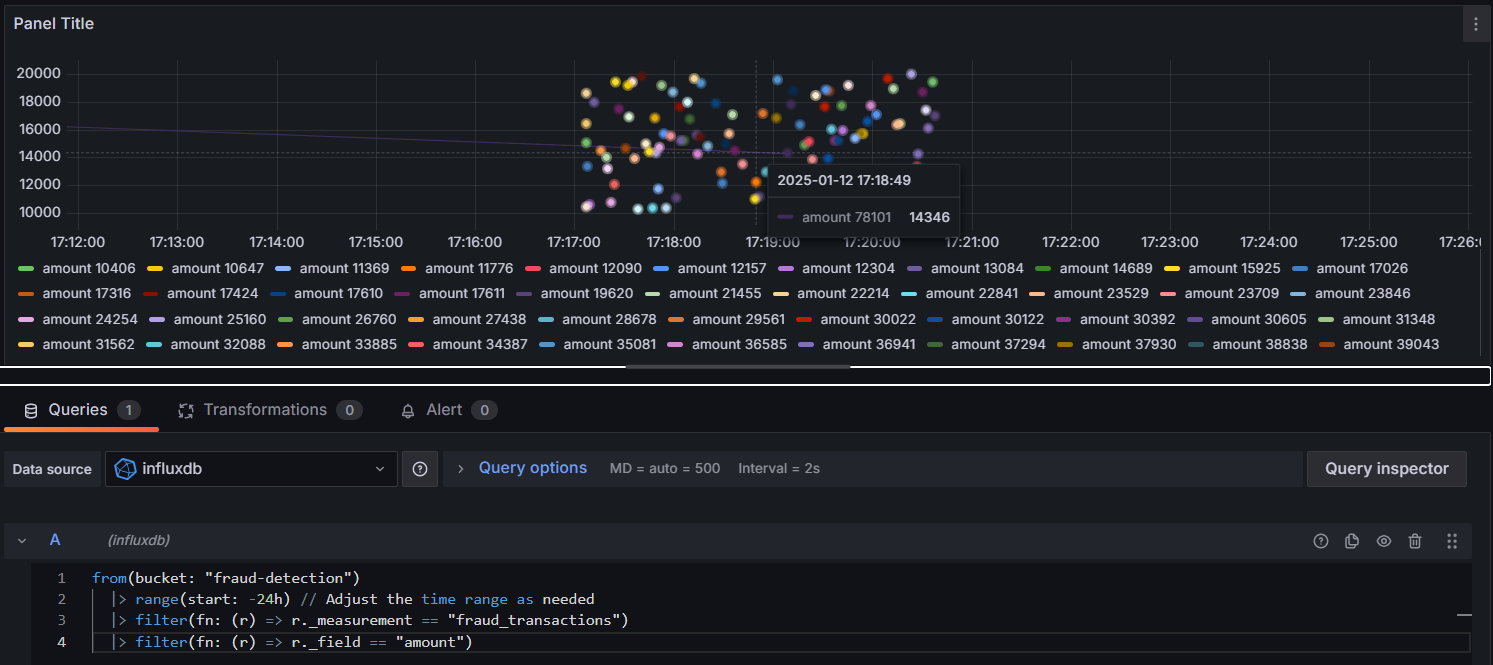 Panel Title
20000
18000
16000
14000
12000
10000
2025-01-12 17:18:49
amount 78101 14346
17:12:00 17:13:00 17:14:00 17:15:00 17:16:00 17:17:00 17:18:00 17:19:00 17:20:00 17:21:00 17:22:00 17:23:00 17:24:00 17:25:00 17:26:
amount 10406 amount 10647 amount 11369 amount 11776 amount 12090 amount 12157 amount 12304 amount 13084 amount 14689 amount 15925 amount 17026
amount 17316 amount 17424 amount 17610 amount 17611 amount 19620 amount 21455 amount 22214 amount 22841 amount 23529 amount 23709 amount 23846
amount 24254 amount 25160 amount 26760 amount 27438 amount 28678 amount 29561 amount 30022 amount 30122 amount 30392 amount 30605 amount 31348
amount 31562 amount 32088 amount 33885 amount 34387 amount 35081 amount 36585 amount 36941 amount 37294 amount 37930 amount 38838 amount 39043
Queries 1 Transformations 0 Alert 0
Data source influxdb Query options MD = auto = 500 Interval = 2s Query inspector
A (influxdb)
1 from(bucket: "fraud-detection")
2 |> range(start: -24h) // Adjust the time range as needed
3 |> filter(fn: (r) => r._measurement == "fraud_transactions")
4 |> filter(fn: (r) => r._field == "amount")